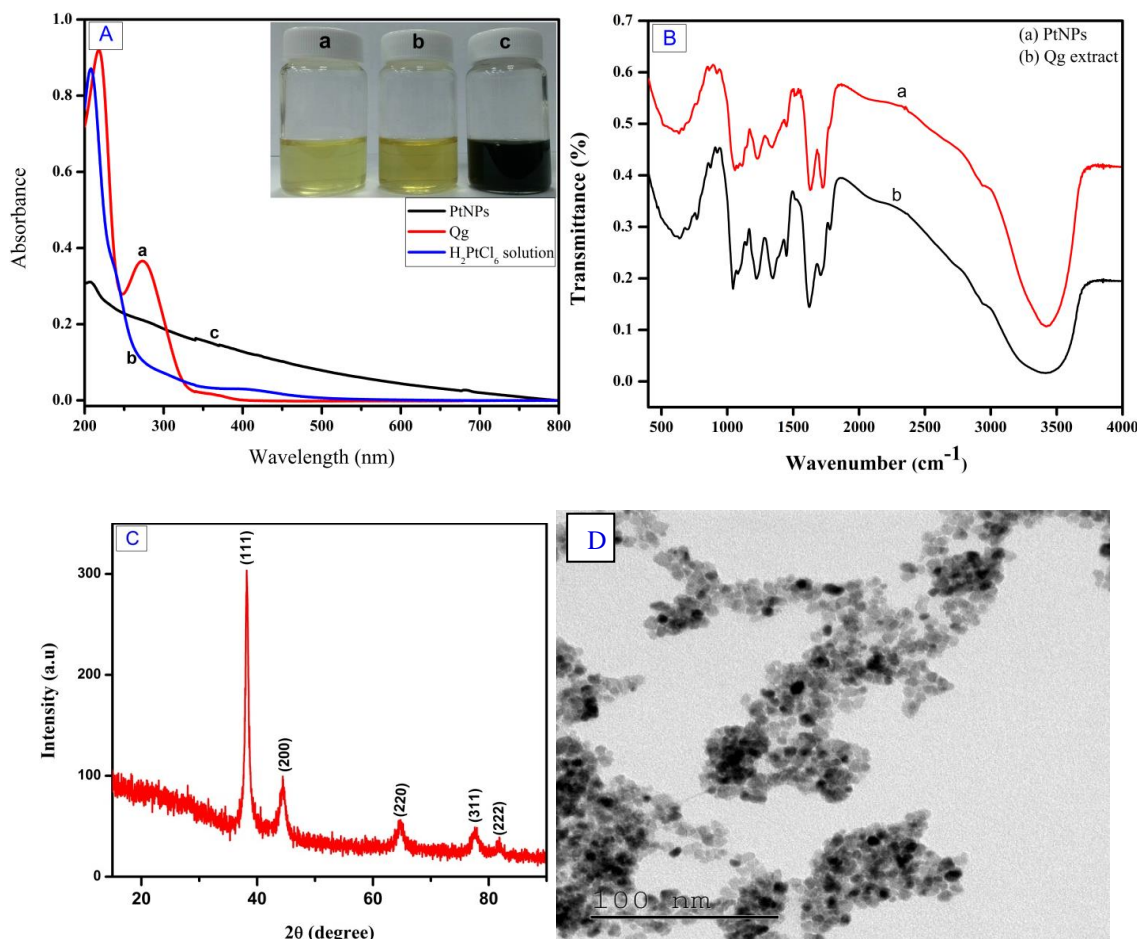 A
a b c
1.0
0.8
0.6
0.4
0.2
0.0
Absorbance
PtNPs
Qg
H₂PtCl₆ solution
a
b
c
200 300 400 500 600 700 800
Wavelength (nm)
B
(a) PtNPs
(b) Qg extract
0.7
0.6
0.5
0.4
0.3
0.2
0.1
0.0
Transmittance (%)
a
b
500 1000 1500 2000 2500 3000 3500 4000
Wavenumber (cm⁻¹)
C
300
200
100
0
Intensity (a.u)
(111)
(200)
(220)
(311)
(222)
20 40 60 80
2θ (degree)
D
100 nm